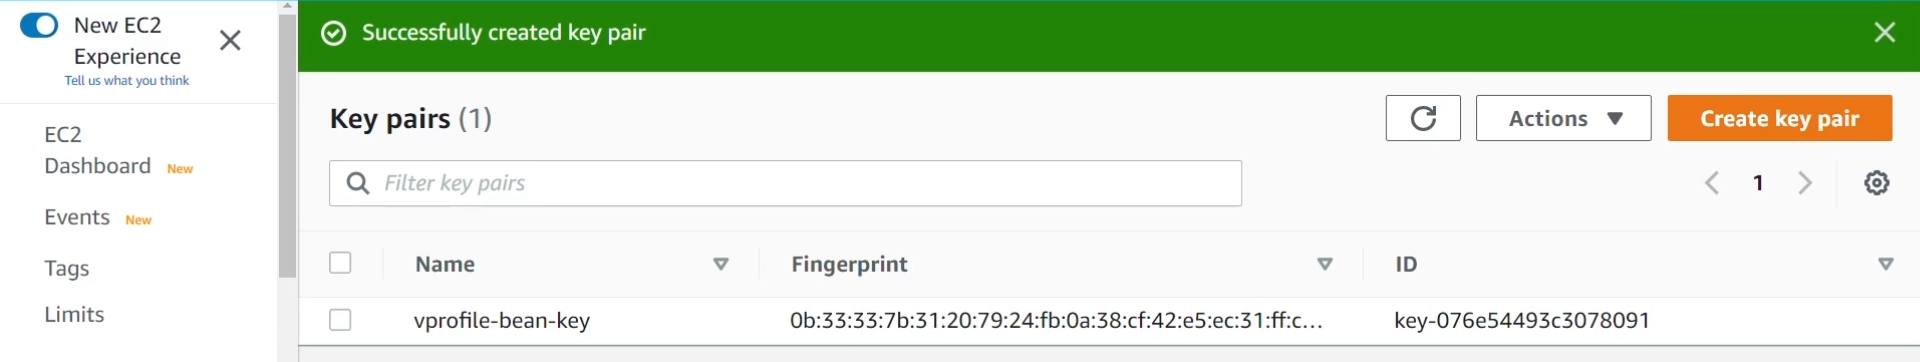 New EC2
Experience
Tell us what you think
EC2
Dashboard New
Events New
Tags
Limits
Successfully created key pair
Key pairs (1)
Actions
Create key pair
Filter key pairs
1
Name Fingerprint ID
vprofile-bean-key 0b:33:33:7b:31:20:79:24:fb:0a:38:cf:42:e5:ec:31:ff:c... key-076e54493c3078091